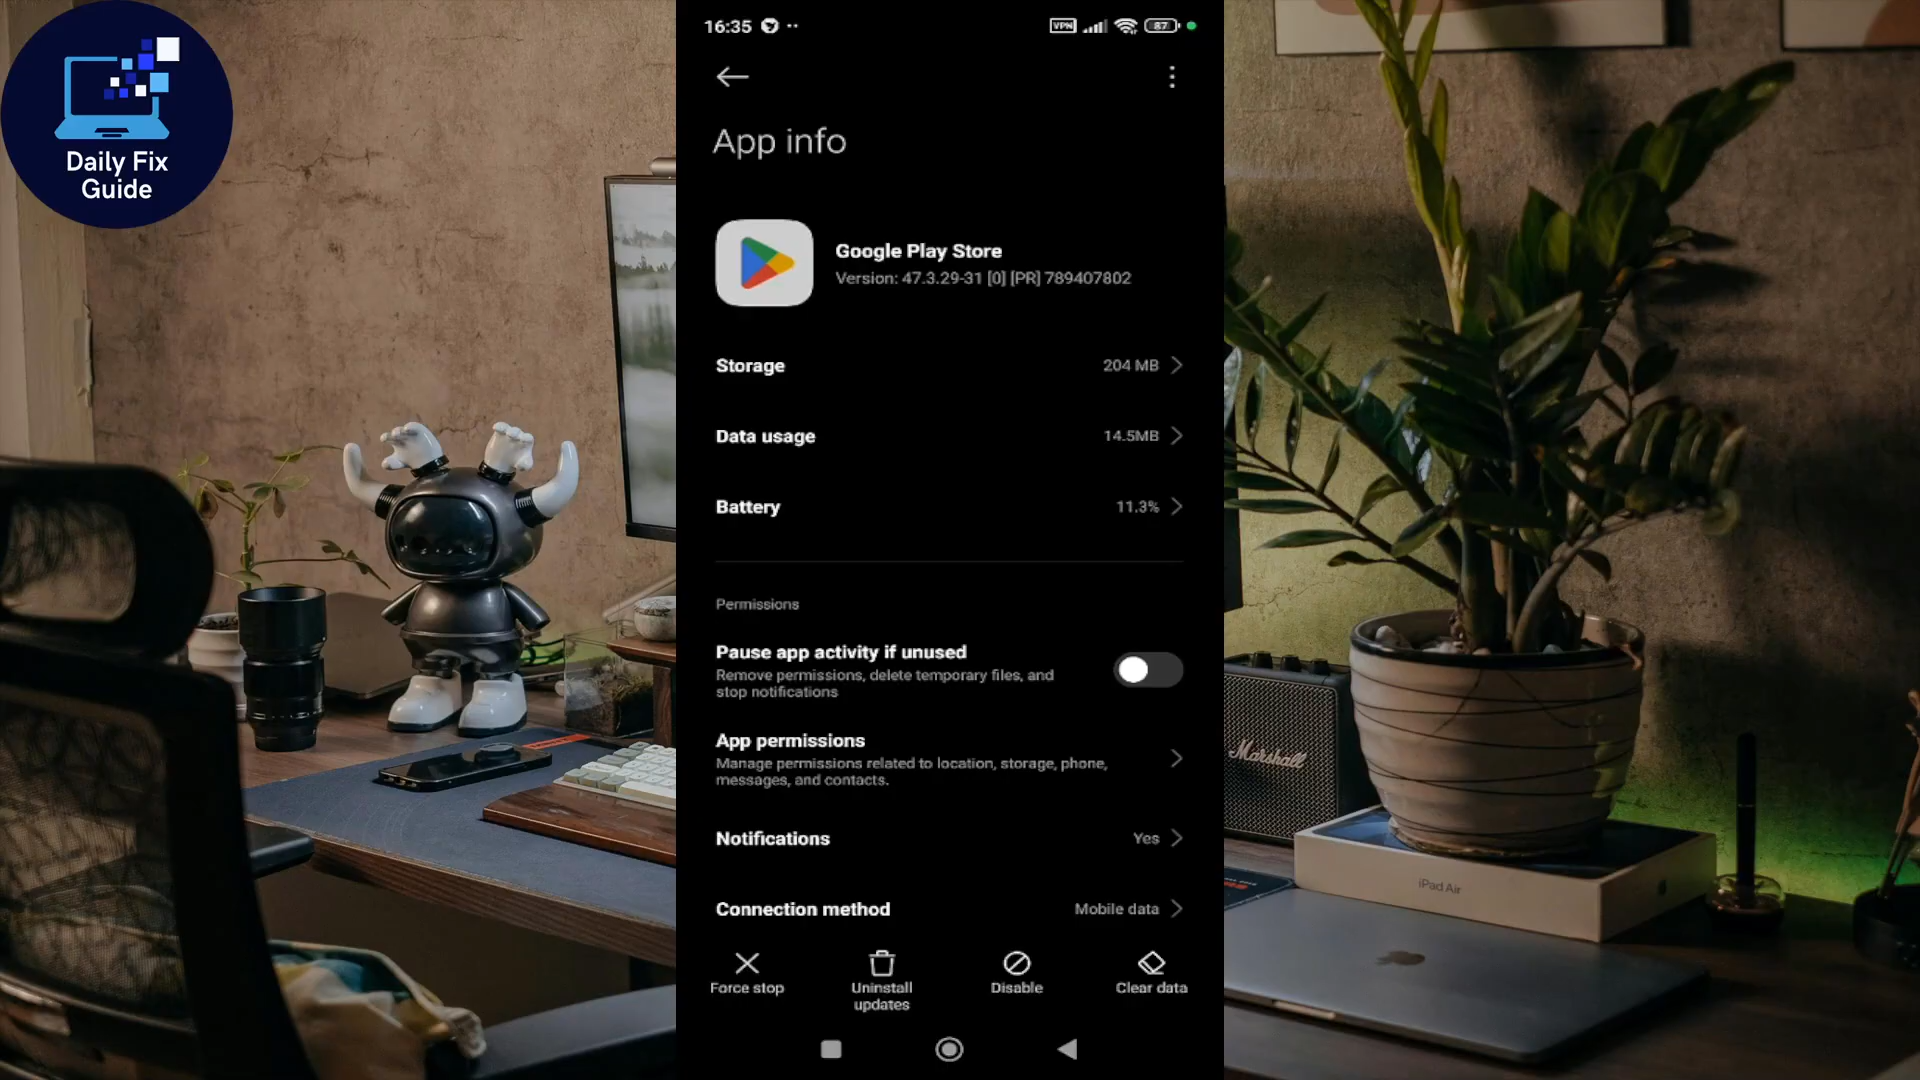 Daily Fix
Guide
16:35
VPN
87
App info
Google Play Store
Version: 47.3.29-31 [0] [PR] 789407802
Storage
204 MB
Data usage
14.5MB
Battery
11.3%
Permissions
Pause app activity if unused
Remove permissions, delete temporary files, and
stop notifications
App permissions
Manage permissions related to location, storage, phone,
messages, and contacts.
Notifications
Yes
Connection method
Mobile data
Force stop
Uninstall
updates
Disable
Clear data
Marshall
iPad Air